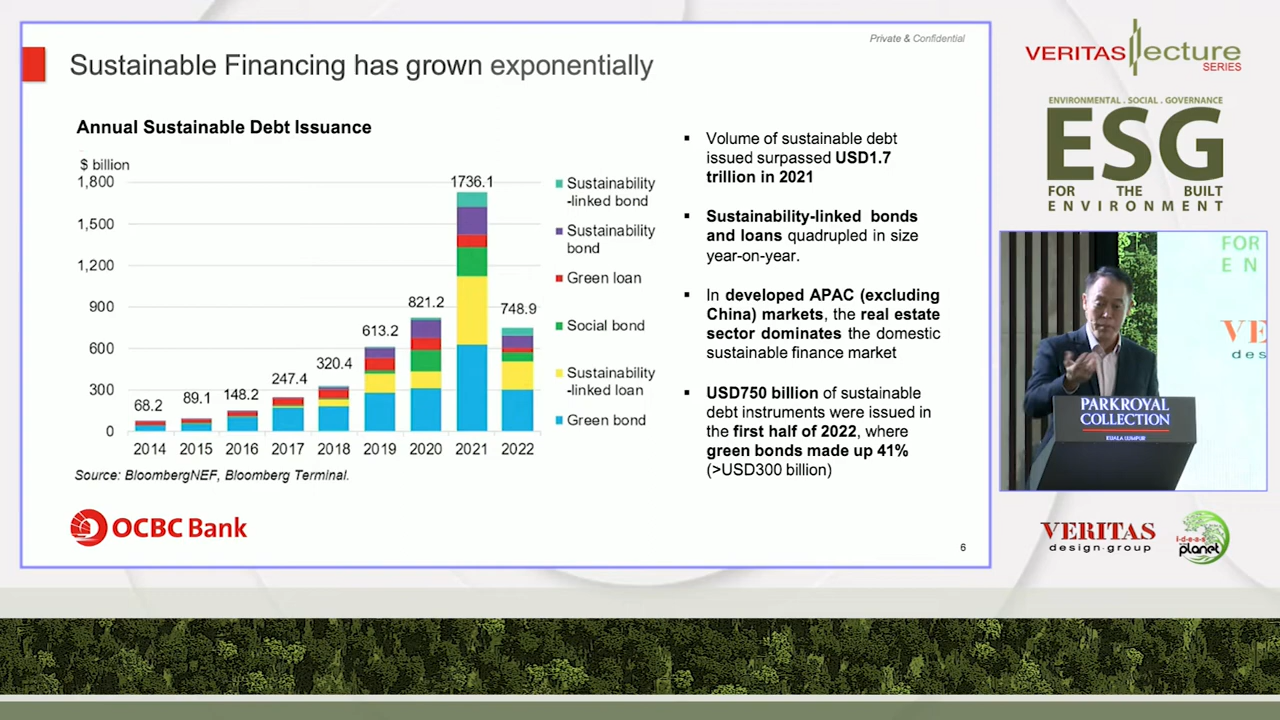 Private & Confidential
Sustainable Financing has grown exponentially
Annual Sustainable Debt Issuance
$ billion
1,800
1,500
1,200
900
600
300
0
68.2
89.1
148.2
247.4
320.4
613.2
821.2
1736.1
748.9
2014 2015 2016 2017 2018 2019 2020 2021 2022
Sustainability
-linked bond
Sustainability
bond
Green loan
Social bond
Sustainability
-linked loan
Green bond
Source: BloombergNEF, Bloomberg Terminal.
▪ Volume of sustainable debt
issued surpassed USD1.7
trillion in 2021
▪ Sustainability-linked bonds
and loans quadrupled in size
year-on-year.
▪ In developed APAC (excluding
China) markets, the real estate
sector dominates the domestic
sustainable finance market
▪ USD750 billion of sustainable
debt instruments were issued in
the first half of 2022, where
green bonds made up 41%
(>USD300 billion)
OCBC Bank
6
VERITAS lecture
SERIES
ENVIRONMENTAL . SOCIAL . GOVERNANCE
ESG
FOR THE BUILT
ENVIRONMENT
FOR
E N
VE
des
PARKROYAL
COLLECTION
KUALA LUMPUR
VERITAS
design·group
ideas
planet